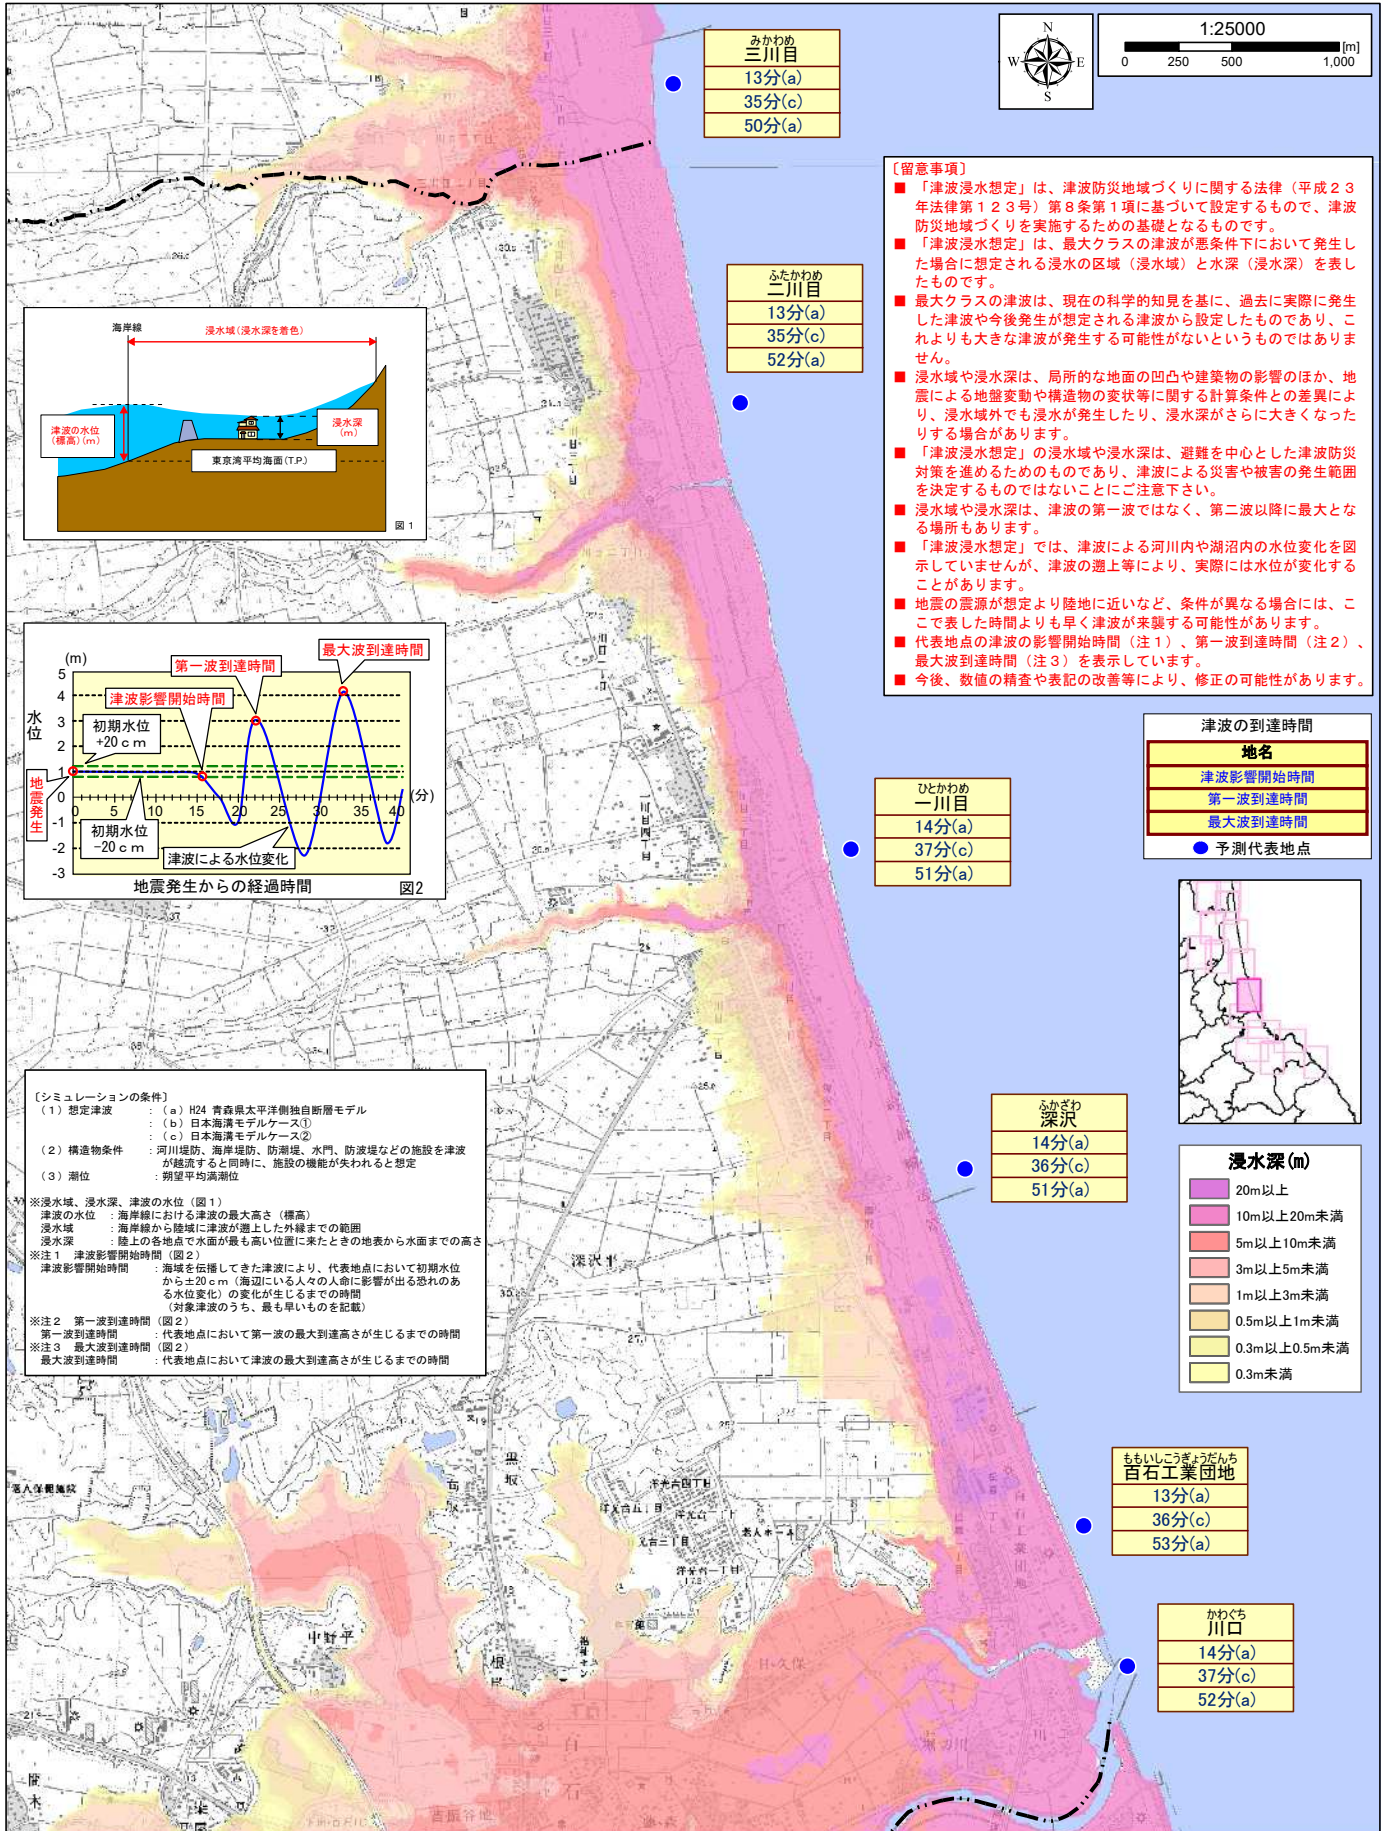 みかわめ
三川目
13分(a)
35分(c)
50分(a)
N
W
E
S
1:25000
[m]
0
250
500
1,000
〔留意事項〕
■ 「津波浸水想定」は、津波防災地域づくりに関する法律（平成２３
年法律第１２３号）第８条第１項に基づいて設定するもので、津波
防災地域づくりを実施するための基礎となるものです。
■ 「津波浸水想定」は、最大クラスの津波が悪条件下において発生し
た場合に想定される浸水の区域（浸水域）と水深（浸水深）を表し
たものです。
■ 最大クラスの津波は、現在の科学的知見を基に、過去に実際に発生
した津波や今後発生が想定される津波から設定したものであり、こ
れよりも大きな津波が発生する可能性がないというものではありま
せん。
■ 浸水域や浸水深は、局所的な地面の凹凸や建築物の影響のほか、地
震による地盤変動や構造物の変状等に関する計算条件との差異によ
り、浸水域外でも浸水が発生したり、浸水深がさらに大きくなった
りする場合があります。
■ 「津波浸水想定」の浸水域や浸水深は、避難を中心とした津波防災
対策を進めるためのものであり、津波による災害や被害の発生範囲
を決定するものではないことにご注意下さい。
■ 浸水域や浸水深は、津波の第一波ではなく、第二波以降に最大とな
る場所もあります。
■ 「津波浸水想定」では、津波による河川内や湖沼内の水位変化を図
示していませんが、津波の遡上等により、実際には水位が変化する
ことがあります。
■ 地震の震源が想定より陸地に近いなど、条件が異なる場合には、こ
こで表した時間よりも早く津波が来襲する可能性があります。
■ 代表地点の津波の影響開始時間（注１）、第一波到達時間（注２）、
最大波到達時間（注３）を表示しています。
■ 今後、数値の精査や表記の改善等により、修正の可能性があります。
ふたかわめ
二川目
13分(a)
35分(c)
52分(a)
海岸線
浸水域(浸水深を着色)
津波の水位
(標高)(m)
浸水深
(m)
東京湾平均海面(T.P.)
図１
(m)
水位
5
4
3
2
1
0
-1
-2
-3
5
10
15
20
25
30
35
40
(分)
第一波到達時間
最大波到達時間
津波影響開始時間
初期水位
+20ｃｍ
地震発生
初期水位
-20ｃｍ
津波による水位変化
地震発生からの経過時間
図2
津波の到達時間
地名
津波影響開始時間
第一波到達時間
最大波到達時間
予測代表地点
ひとかわめ
一川目
14分(a)
37分(c)
51分(a)
〔シミュレーションの条件〕
（１）想定津波 ：（ａ）H24 青森県太平洋側独自断層モデル
：（ｂ）日本海溝モデルケース①
：（ｃ）日本海溝モデルケース②
（２）構造物条件 ：河川堤防、海岸堤防、防潮堤、水門、防波堤などの施設を津波
が越流すると同時に、施設の機能が失われると想定
（３）潮位 ：朔望平均満潮位
※浸水域、浸水深、津波の水位（図１）
津波の水位 ：海岸線における津波の最大高さ（標高）
浸水域 ：海岸線から陸域に津波が遡上した外縁までの範囲
浸水深 ：陸上の各地点で水面が最も高い位置に来たときの地表から水面までの高さ
※注１ 津波影響開始時間（図２）
津波影響開始時間 ：海域を伝播してきた津波により、代表地点において初期水位
から±20ｃｍ（海辺にいる人々の人命に影響が出る恐れのあ
る水位変化）の変化が生じるまでの時間
（対象津波のうち、最も早いものを記載）
※注２ 第一波到達時間（図２）
第一波到達時間 ：代表地点において第一波の最大到達高さが生じるまでの時間
※注３ 最大波到達時間（図２）
最大波到達時間 ：代表地点において津波の最大到達高さが生じるまでの時間
ふかざわ
深沢
14分(a)
36分(c)
51分(a)
浸水深(m)
20m以上
10m以上20m未満
5m以上10m未満
3m以上5m未満
1m以上3m未満
0.5m以上1m未満
0.3m以上0.5m未満
0.3m未満
深沢平
黒坂
洋光台四丁目
中野平
ももいしこうぎょうだんち
百石工業団地
13分(a)
36分(c)
53分(a)
かわぐち
川口
14分(a)
37分(c)
52分(a)